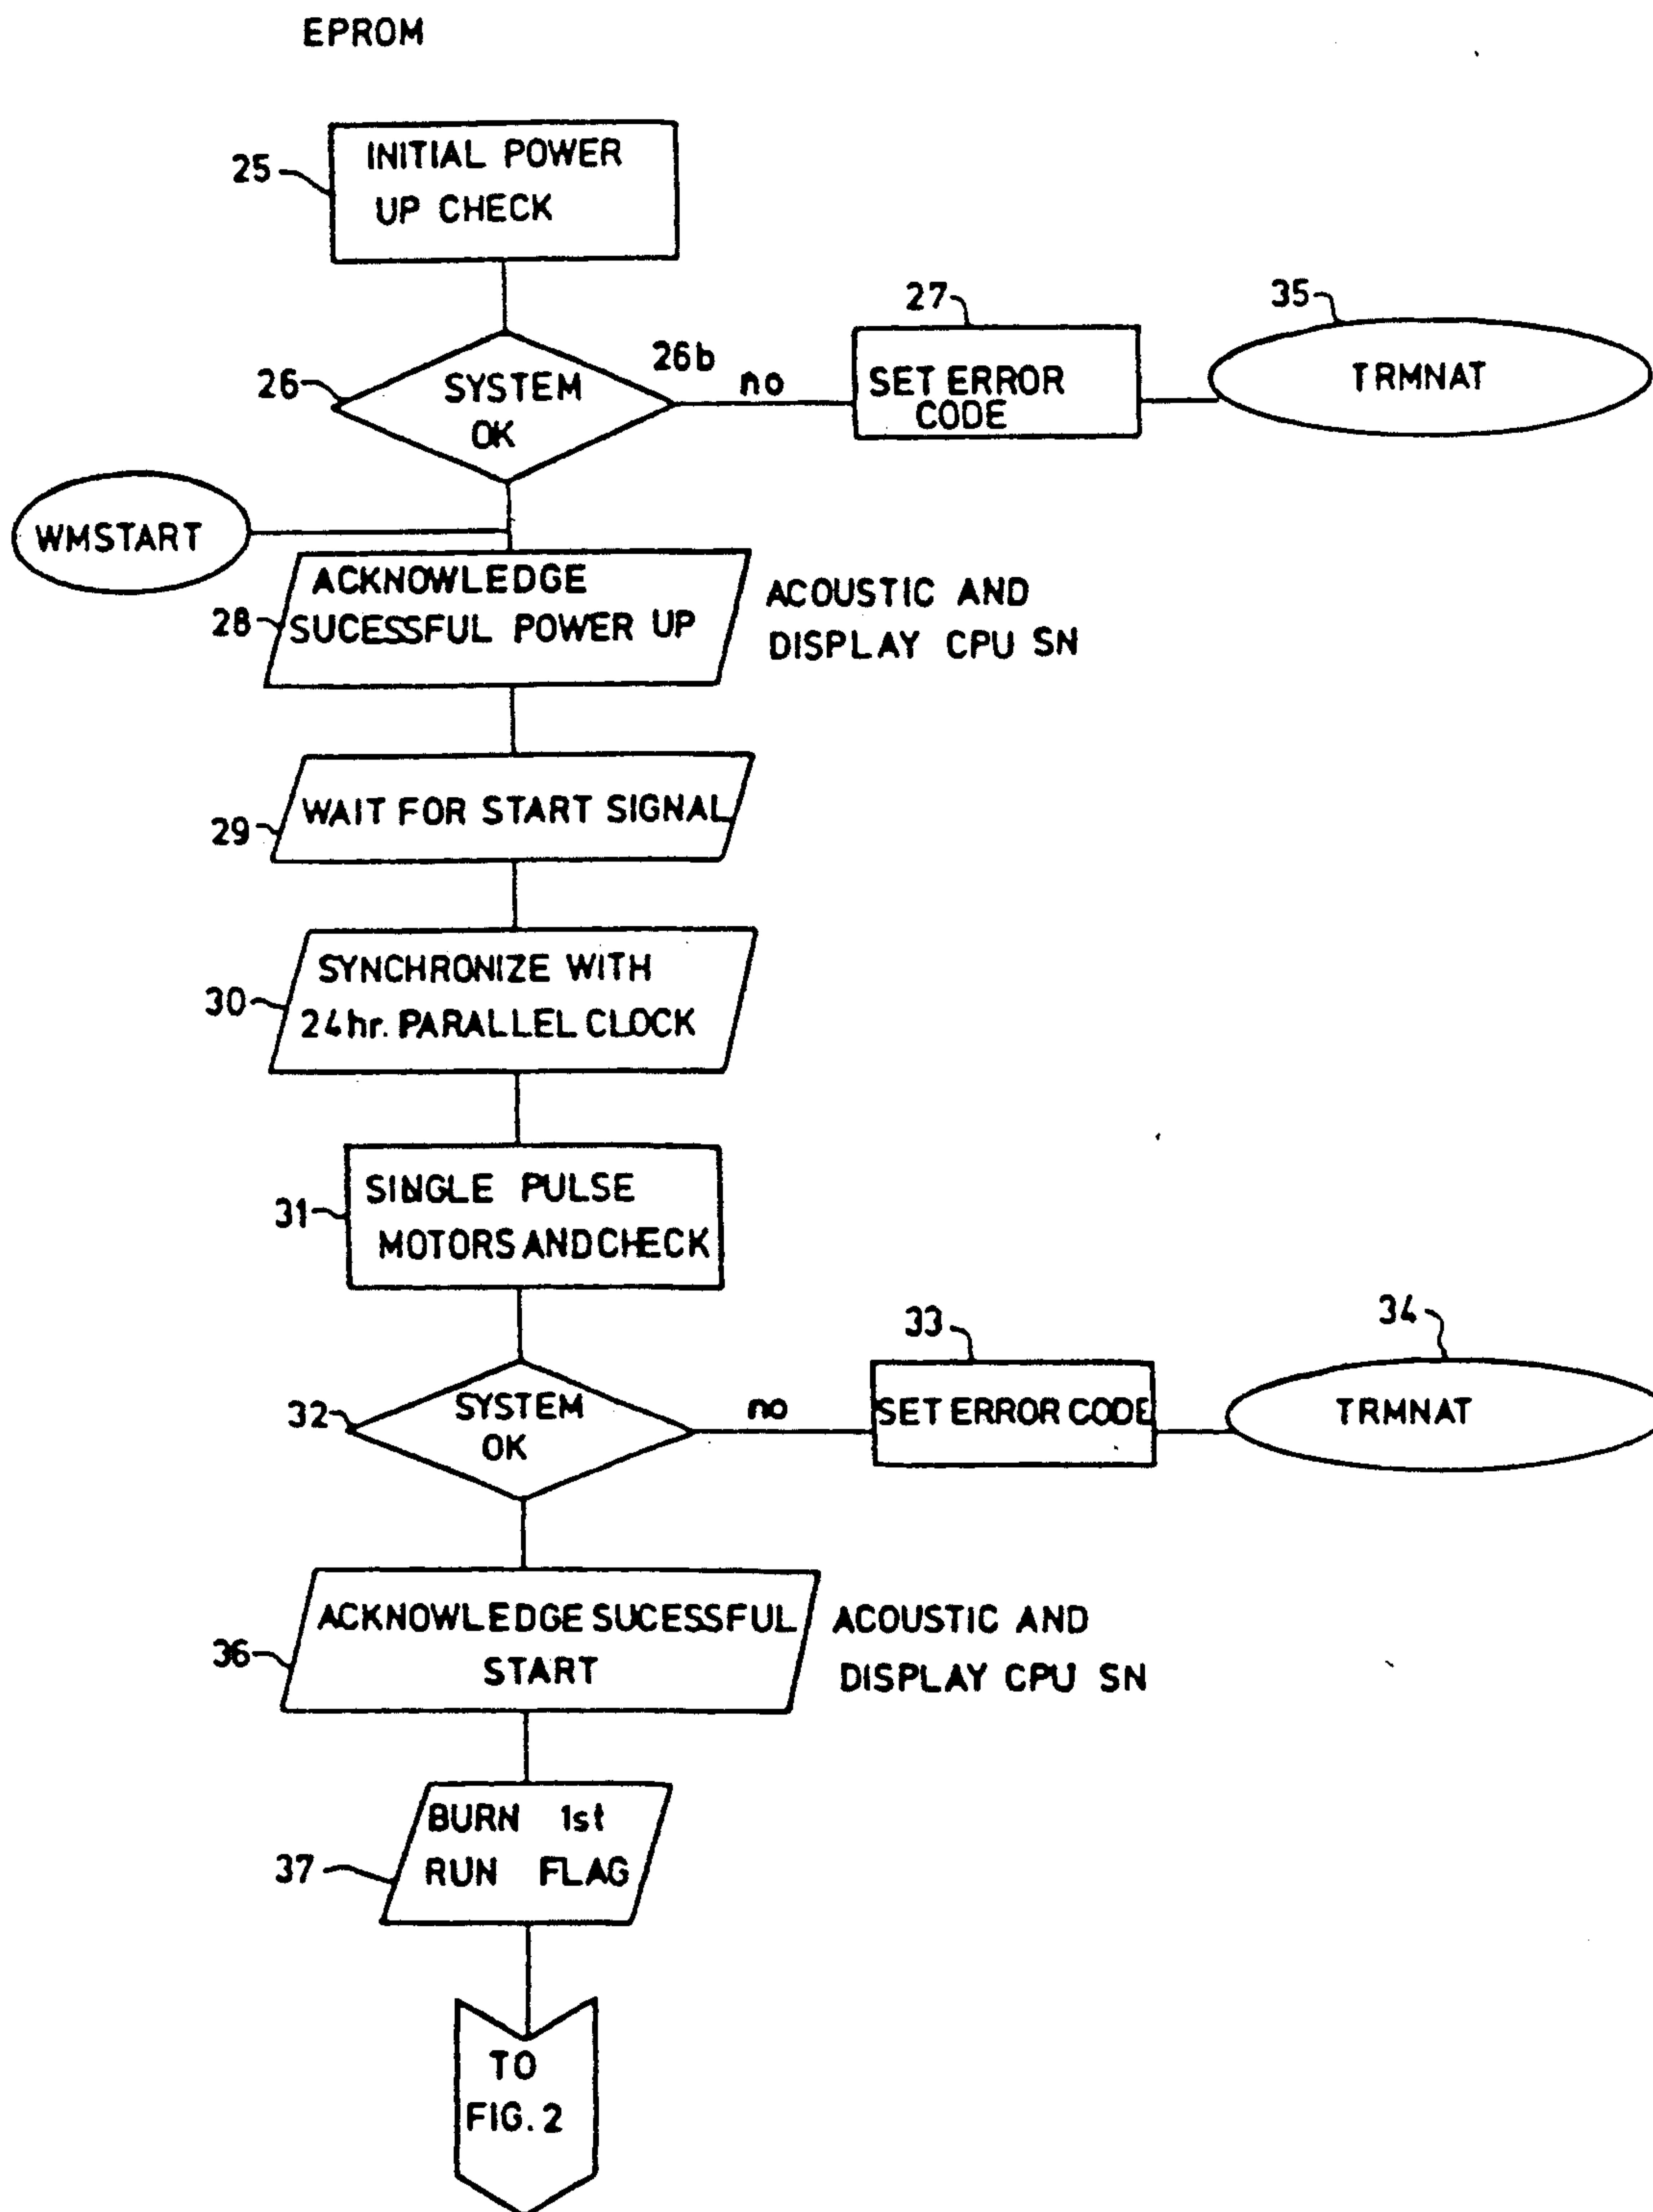 EPROM
25
INITIAL POWER
UP CHECK
26
SYSTEM
OK
26b
no
27
SET ERROR
CODE
35
TRMNAT
WMSTART
28
ACKNOWLEDGE
SUCESSFUL POWER UP
ACOUSTIC AND
DISPLAY CPU SN
29
WAIT FOR START SIGNAL
30
SYNCHRONIZE WITH
24hr. PARALLEL CLOCK
31
SINGLE PULSE
MOTORS AND CHECK
32
SYSTEM
OK
no
33
SET ERROR CODE
34
TRMNAT
36
ACKNOWLEDGE SUCESSFUL
START
ACOUSTIC AND
DISPLAY CPU SN
37
BURN 1st
RUN FLAG
TO
FIG. 2